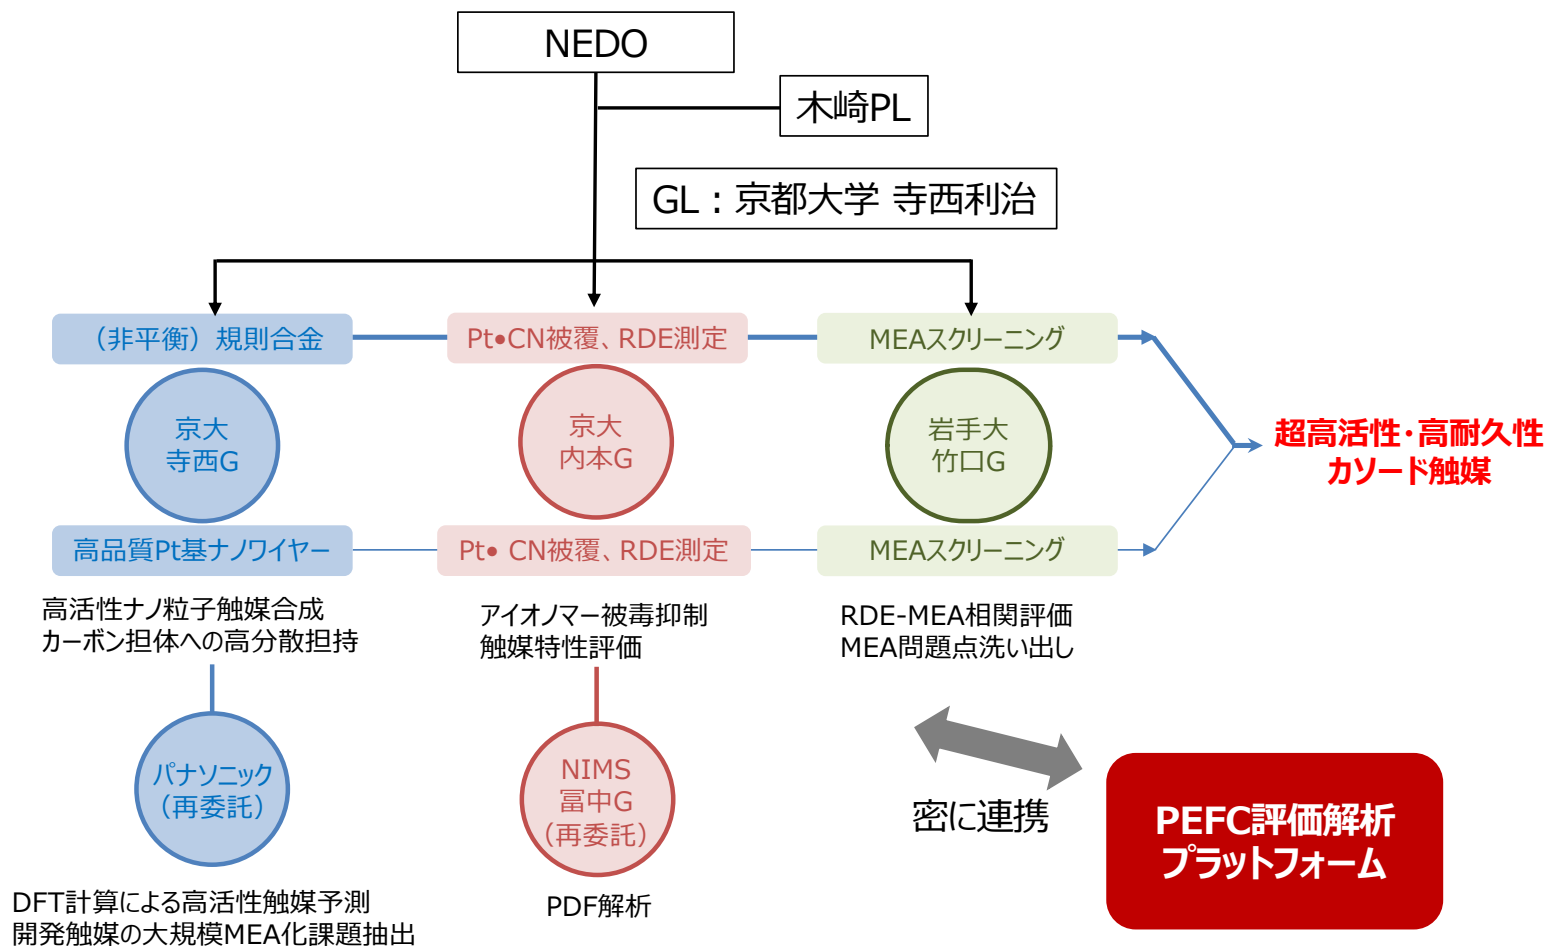 NEDO
木崎PL
GL：京都大学 寺西利治
（非平衡）規則合金
Pt•CN被覆、RDE測定
MEAスクリーニング
京大
寺西G
京大
内本G
岩手大
竹口G
超高活性・高耐久性
カソード触媒
高品質Pt基ナノワイヤー
Pt• CN被覆、RDE測定
MEAスクリーニング
高活性ナノ粒子触媒合成
カーボン担体への高分散担持
アイオノマー被毒抑制
触媒特性評価
RDE-MEA相関評価
MEA問題点洗い出し
パナソニック
（再委託）
NIMS
冨中G
（再委託）
密に連携
PEFC評価解析
プラットフォーム
DFT計算による高活性触媒予測
開発触媒の大規模MEA化課題抽出
PDF解析